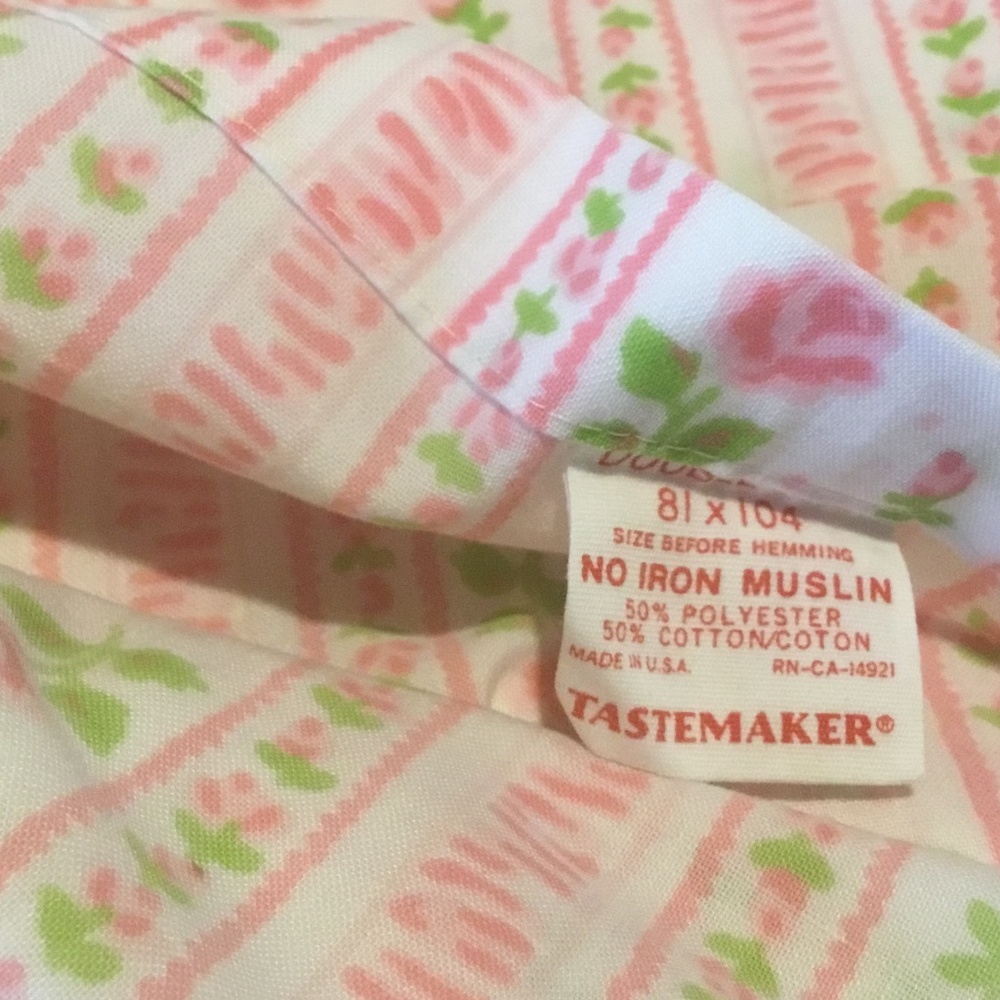 81 x 104
SIZE BEFORE HEMMING
NO IRON MUSLIN
50% POLYESTER
50% COTTON/COTON
MADE IN U.S.A. RN-CA-14921
TASTEMAKER®